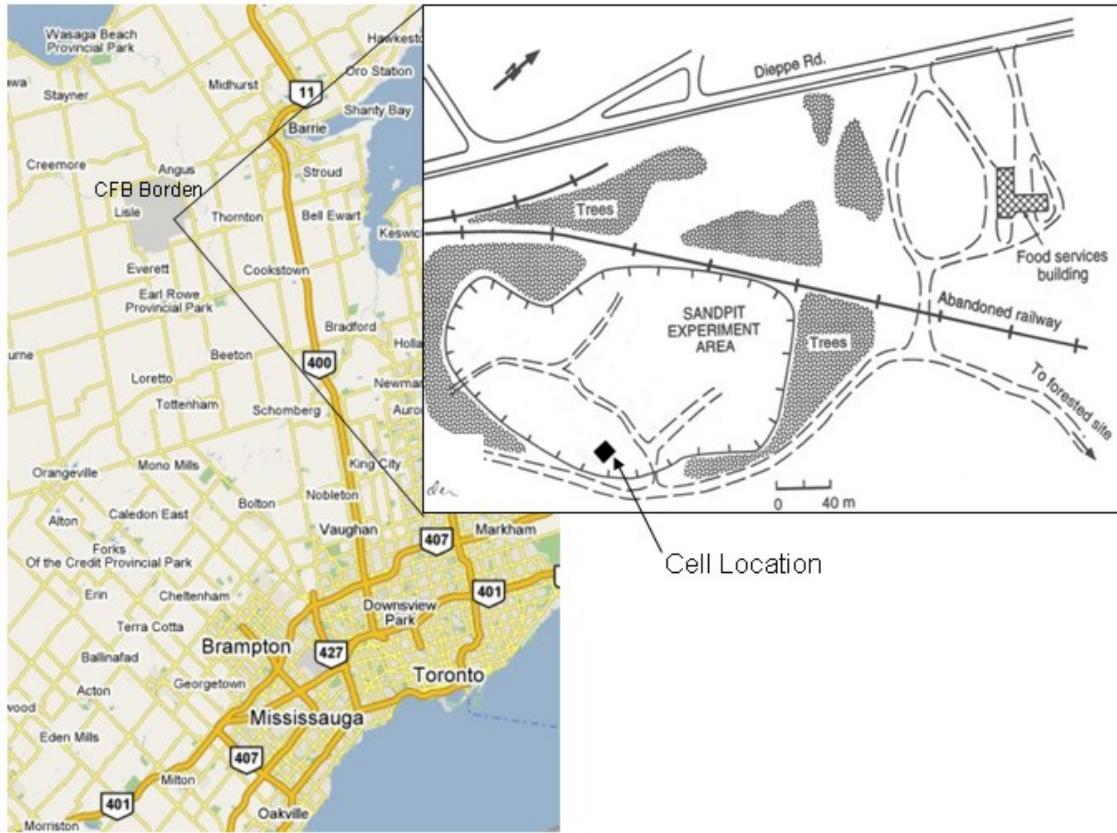 Wasaga Beach
Provincial Park
Hawkesto
Oro Station
Midhurst
awa
Stayner
11
Shanty Bay
Barrie
Creemore
Angus
Stroud
CFB Borden
Lisle
Thornton
Bell Ewart
Keswic
Everett
Cookstown
Earl Rowe
Provincial Park
Bradford
urne
Beeton
Holla
400
Loretto
Newmar
Tottenham
Schomberg
Auror
King City
Orangeville
Mono Mills
Nobleton
Bolton
Alton
Caledon East
Vaughan
407
Markham
Forks
Of the Credit Provincial Park
401
Erin
Cheltenham
Downsview
Park
Terra Cotta
Brampton
427
Ballinafad
Toronto
Acton
Georgetown
wood
Mississauga
Eden Mills
407
Milton
401
Oakville
Morriston
Dieppe Rd.
Trees
Food services
building
SANDPIT
EXPERIMENT
AREA
Abandoned railway
Trees
To forested site
0 40 m
Cell Location